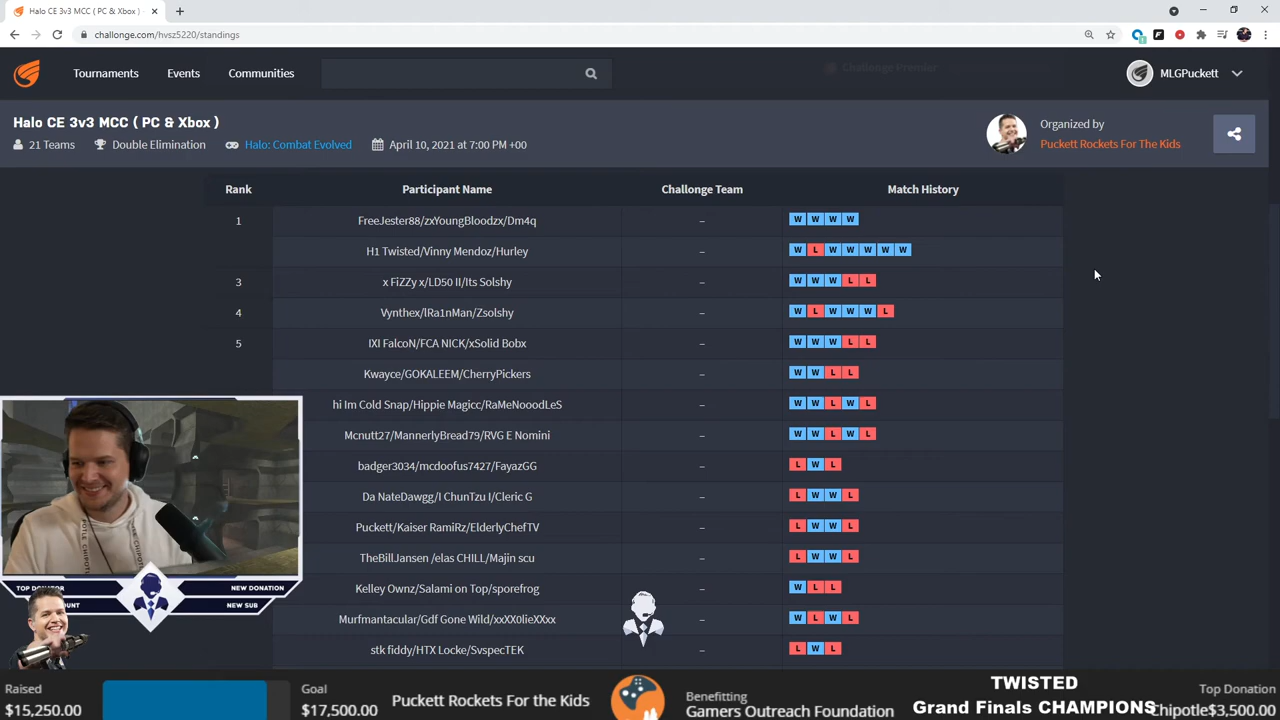 Halo CE 3v3 MCC ( PC & Xbox ) -
challonge.com/hvsz5220/standings
Tournaments Events Communities
Challonge Premier
MLGPuckett
Halo CE 3v3 MCC ( PC & Xbox )
21 Teams Double Elimination Halo: Combat Evolved April 10, 2021 at 7:00 PM +00
Organized by
Puckett Rockets For The Kids
Rank Participant Name Challonge Team Match History
1 FreeJester88/zxYoungBloodzx/Dm4q – W W W W
H1 Twisted/Vinny Mendoz/Hurley – W L W W W W W
3 x FiZZy x/LD50 II/Its Solshy – W W W L L
4 Vynthex/lRa1nMan/Zsolshy – W L W W W L
5 IXI FalcoN/FCA NICK/xSolid Bobx – W W W L L
Kwayce/GOKALEEM/CherryPickers – W W L L
hi Im Cold Snap/Hippie Magicc/RaMeNooodLeS – W W L W L
Mcnutt27/MannerlyBread79/RVG E Nomini – W W L W L
badger3034/mcdoofus7427/FayazGG – L W L
Da NateDawgg/I ChunTzu I/Cleric G – L W W L
Puckett/Kaiser RamiRz/ElderlyChefTV – L W W L
TheBillJansen /elas CHILL/Majin scu – L W W L
Kelley Ownz/Salami on Top/sporefrog – W L L
Murfmantacular/Gdf Gone Wild/xxXX0lieXXxx – W L W L
stk fiddy/HTX Locke/SvspecTEK – L W L
TOP DONATOR NEW DONATION
NEW SUB
Raised
$15,250.00
Goal
$17,500.00
Puckett Rockets For the Kids
Benefitting
Gamers Outreach Foundation
TWISTED
Grand Finals CHAMPIONS
Top Donation
Chipotle$3,500.00